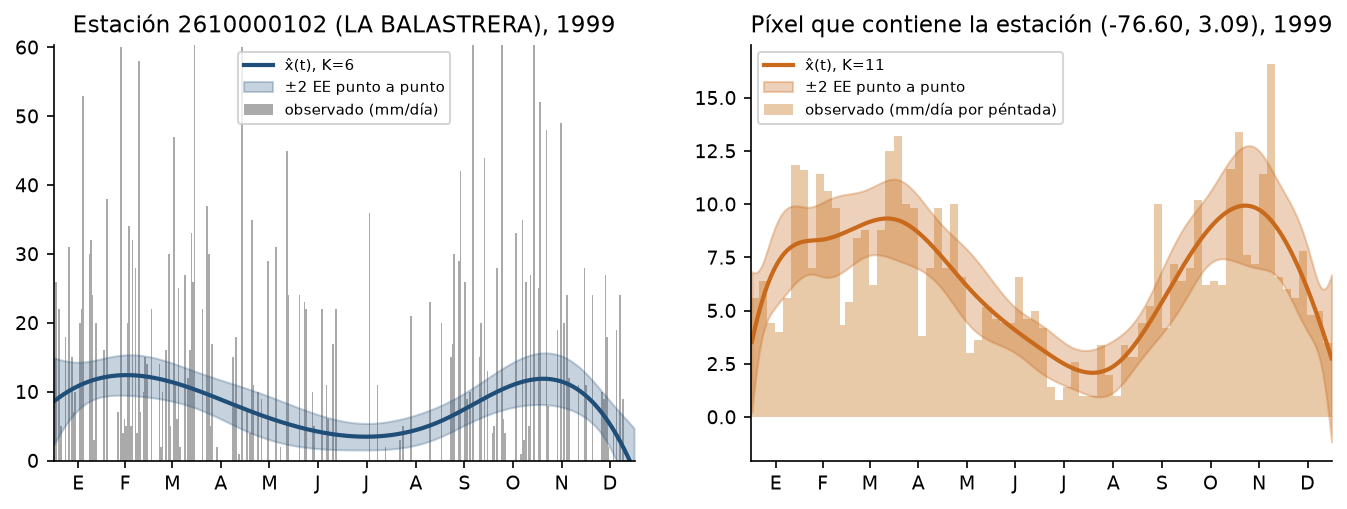 Estación 2610000102 (LA BALASTRERA), 1999
60
50
40
30
20
10
0
x̂(t), K=6
±2 EE punto a punto
observado (mm/día)
E F M A M J J A S O N D
Píxel que contiene la estación (-76.60, 3.09), 1999
15.0
12.5
10.0
7.5
5.0
2.5
0.0
x̂(t), K=11
±2 EE punto a punto
observado (mm/día por péntada)
E F M A M J J A S O N D